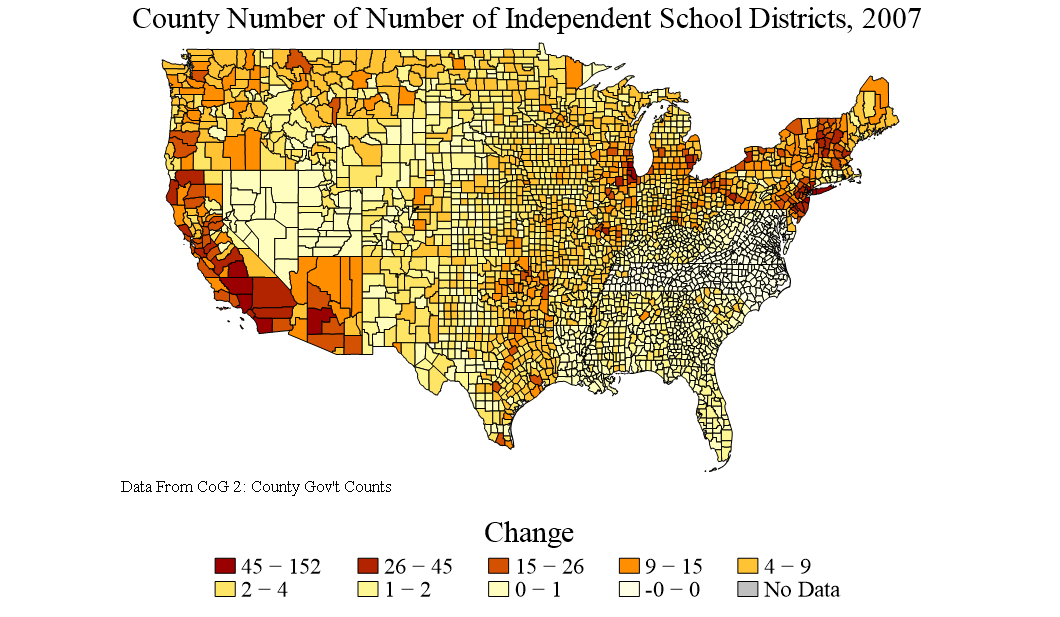 County Number of Number of Independent School Districts, 2007
Data From CoG 2: County Gov't Counts
Change
45 − 152 26 − 45 15 − 26 9 − 15 4 − 9
2 − 4 1 − 2 0 − 1 -0 − 0 No Data